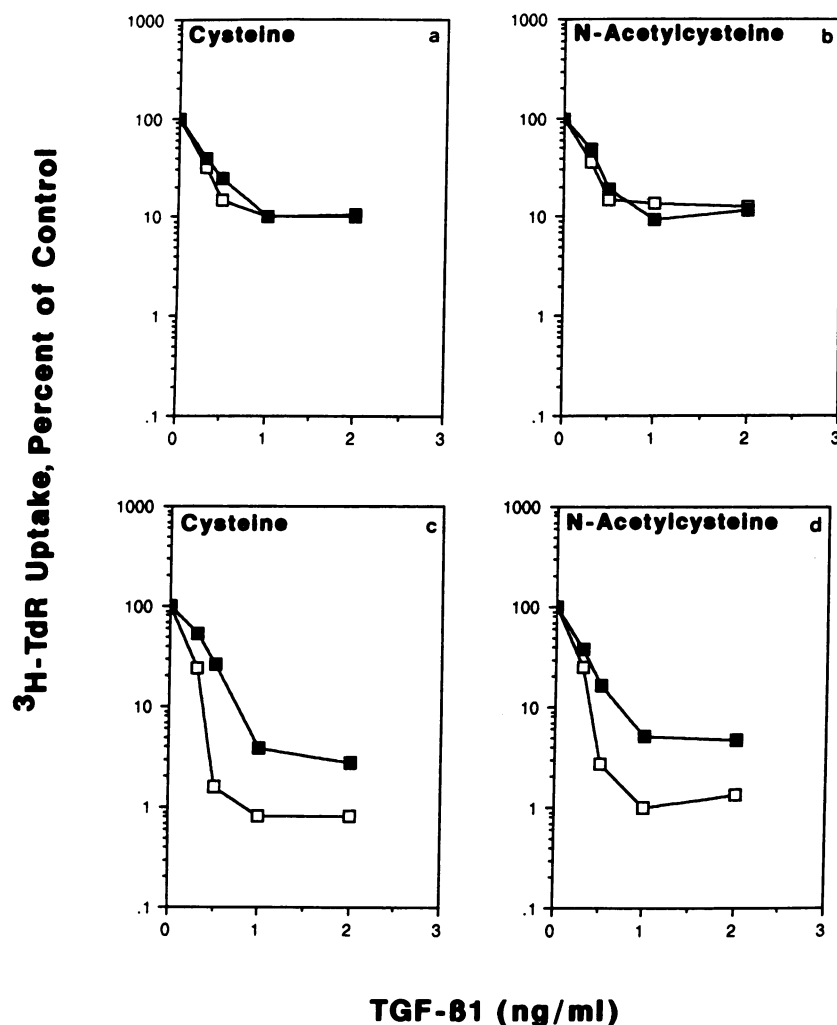 Cysteine a
1000
100
10
1
.1
0 1 2 3
N-Acetylcysteine b
1000
100
10
1
.1
0 1 2 3
Cysteine c
1000
100
10
1
.1
0 1 2 3
N-Acetylcysteine d
1000
100
10
1
.1
0 1 2 3
³H-TdR Uptake, Percent of Control
TGF-ß1 (ng/ml)